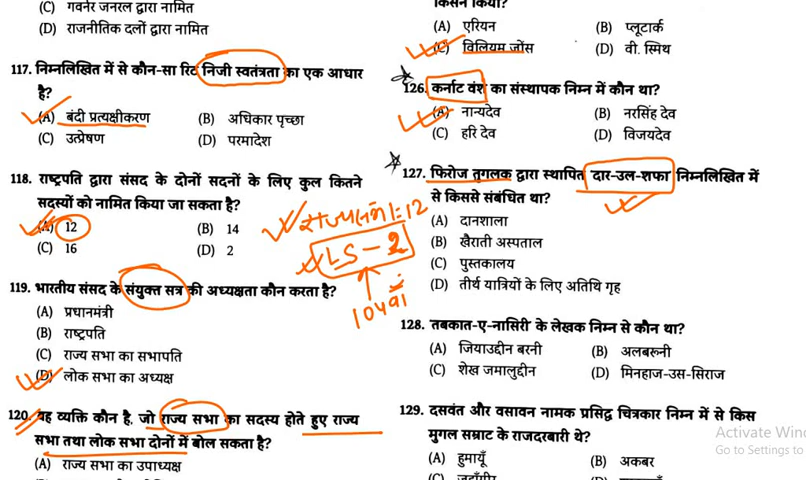 (C) गवर्नर जनरल द्वारा नामित
(D) राजनीतिक दलों द्वारा नामित
117. निम्नलिखित में से कौन-सा रिट निजी स्वतंत्रता का एक आधार
है?
(A) बंदी प्रत्यक्षीकरण (B) अधिकार पृच्छा
(C) उत्प्रेषण (D) परमादेश
118. राष्ट्रपति द्वारा संसद के दोनों सदनों के लिए कुल कितने
सदस्यों को नामित किया जा सकता है?
(A) 12 (B) 14
(C) 16 (D) 2
राज्यसभा:12
LS - 2
104वां
119. भारतीय संसद के संयुक्त सत्र की अध्यक्षता कौन करता है?
(A) प्रधानमंत्री
(B) राष्ट्रपति
(C) राज्य सभा का सभापति
(D) लोक सभा का अध्यक्ष
120. वह व्यक्ति कौन है, जो राज्य सभा का सदस्य होते हुए राज्य
सभा तथा लोक सभा दोनों में बोल सकता है?
(A) राज्य सभा का उपाध्यक्ष
किसने किया?
(A) एरियन (B) प्लूटार्क
(C) विलियम जोंस (D) वी. स्मिथ
126. कर्नाट वंश का संस्थापक निम्न में कौन था?
(A) नान्यदेव (B) नरसिंह देव
(C) हरि देव (D) विजयदेव
127. फिरोज तुगलक द्वारा स्थापित 'दार-उल-शफा' निम्नलिखित में
से किससे संबंधित था?
(A) दानशाला
(B) खैराती अस्पताल
(C) पुस्तकालय
(D) तीर्थ यात्रियों के लिए अतिथि गृह
128. तबकात-ए-नासिरी के लेखक निम्न से कौन था?
(A) जियाउद्दीन बरनी (B) अलबरूनी
(C) शेख जमालुद्दीन (D) मिनहाज-उस-सिराज
129. दसवंत और वसावन नामक प्रसिद्ध चित्रकार निम्न में से किस
मुगल सम्राट के राजदरबारी थे?
(A) हुमायूँ (B) अकबर
(C) जहाँगीर
Activate Wind
Go to Settings to